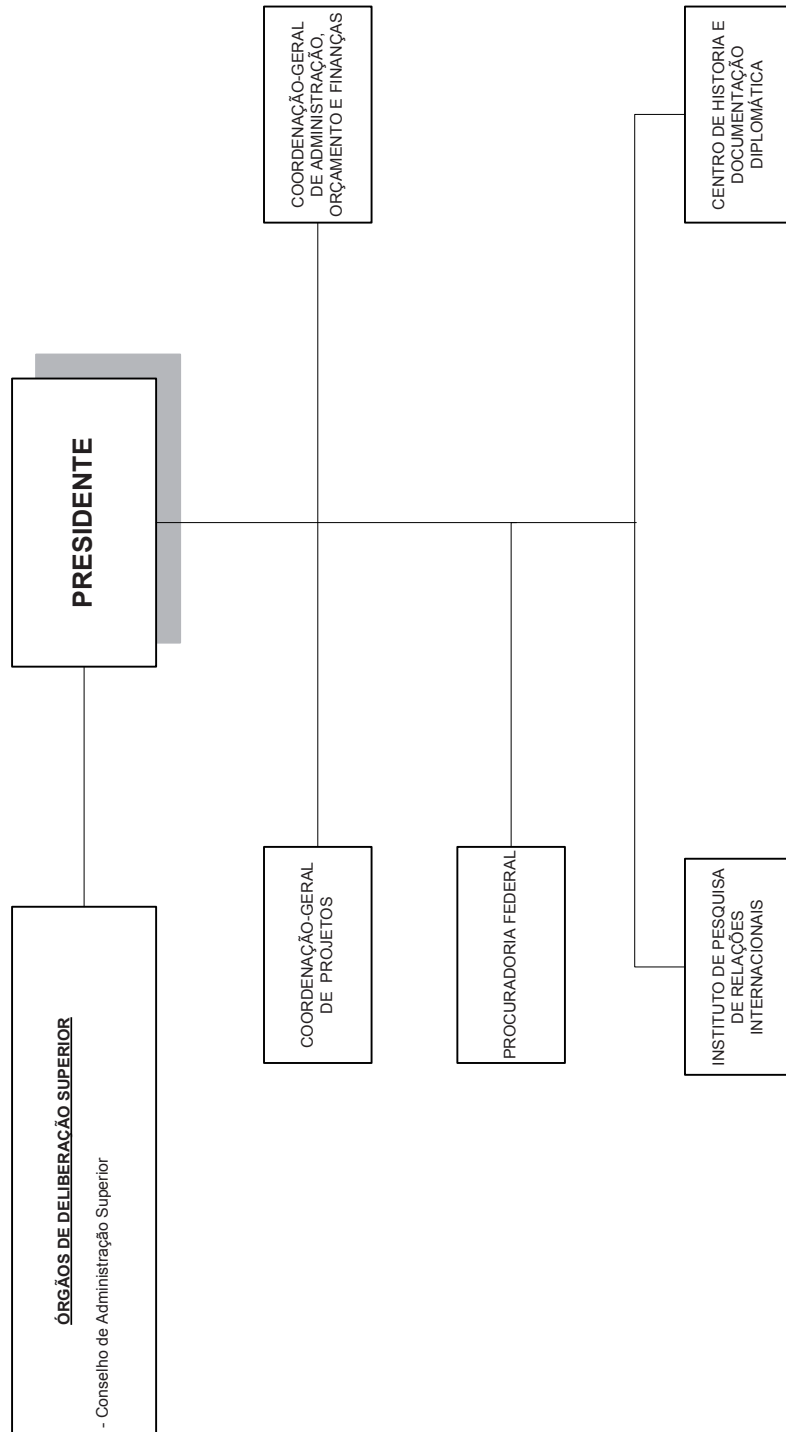 ÓRGÃOS DE DELIBERAÇÃO SUPERIOR
- Conselho de Administração Superior
PRESIDENTE
COORDENAÇÃO-GERAL
DE PROJETOS
COORDENAÇÃO-GERAL
DE ADMINISTRAÇÃO,
ORÇAMENTO E FINANÇAS
PROCURADORIA FEDERAL
INSTITUTO DE PESQUISA
DE RELAÇÕES
INTERNACIONAIS
CENTRO DE HISTORIA E
DOCUMENTAÇÃO
DIPLOMÁTICA